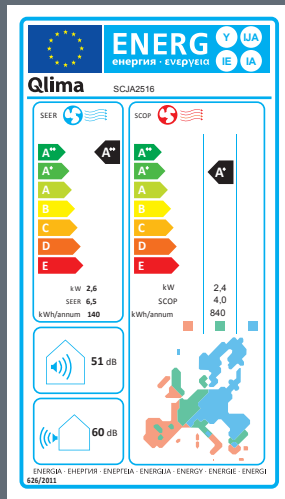 ENERG Y IJA
енергия · ενεργεια IE IA
Qlima SCJA2516
SEER SCOP
A⁺⁺ A⁺⁺ A⁺⁺
A⁺ A⁺ A⁺
A A
B B
C C
D D
E E
kW 2,6 kW 2,4
SEER 6,5 SCOP 4,0
kWh/annum 140 kWh/annum 840
51 dB
60 dB
ENERGIA · ЕНЕРГИЯ · ΕΝΕΡΓΕΙΑ · ENERGIJA · ENERGY · ENERGIE · ENERGI
626/2011